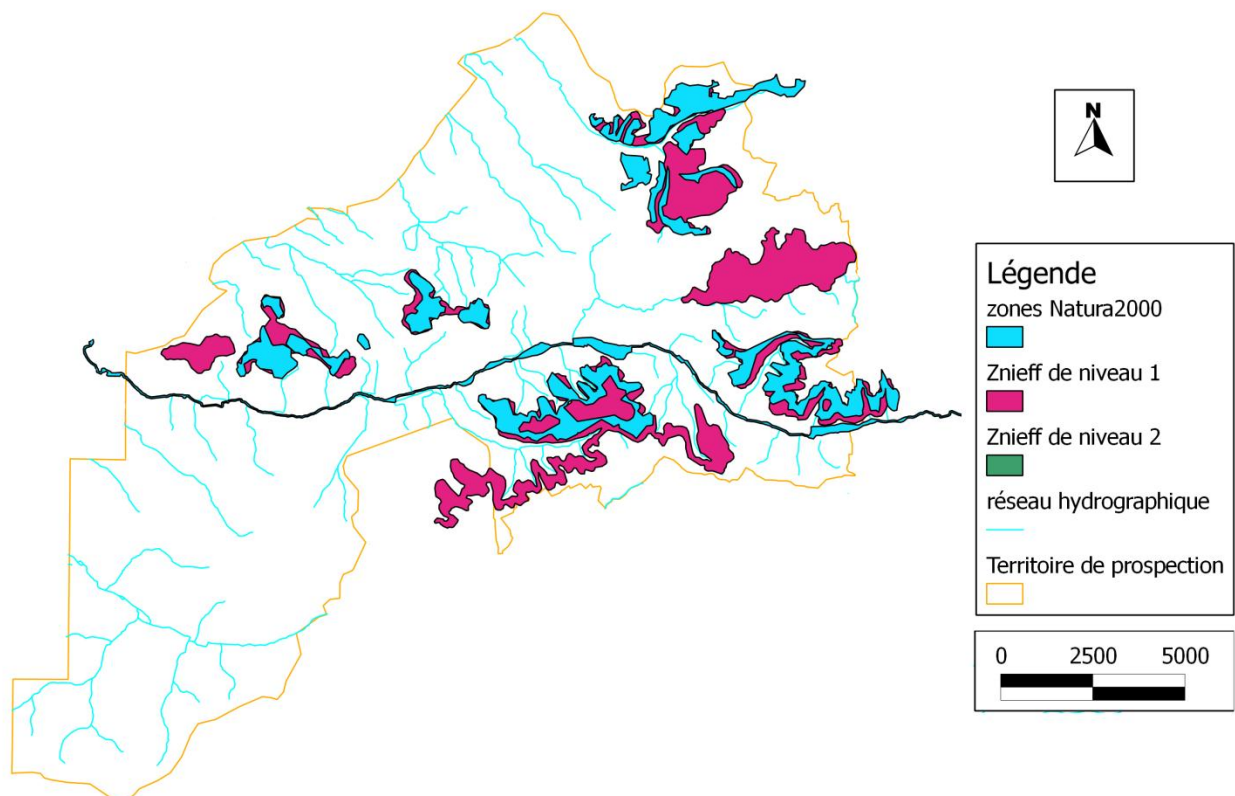 N
Légende
zones Natura2000
Znieff de niveau 1
Znieff de niveau 2
réseau hydrographique
Territoire de prospection
0 2500 5000